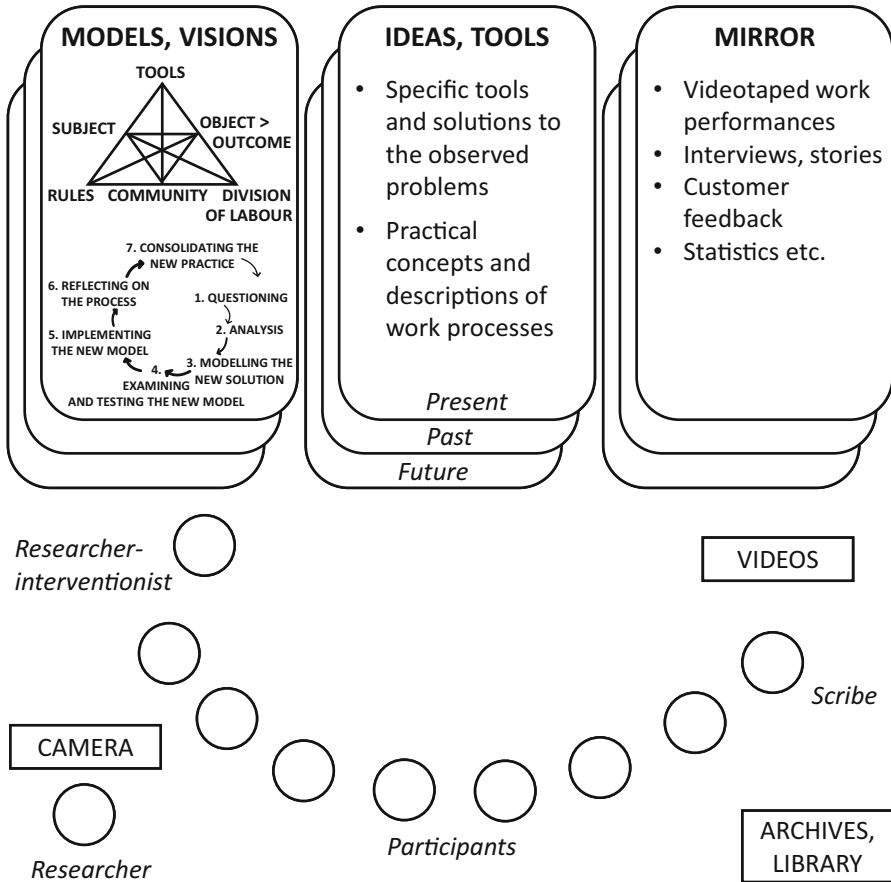 MODELS, VISIONS
TOOLS
SUBJECT
OBJECT >
OUTCOME
RULES COMMUNITY DIVISION
OF LABOUR
7. CONSOLIDATING THE
NEW PRACTICE
6. REFLECTING ON
THE PROCESS
1. QUESTIONING
2. ANALYSIS
5. IMPLEMENTING
THE NEW MODEL
3. MODELLING THE
NEW SOLUTION
4.
EXAMINING
AND TESTING THE NEW MODEL
IDEAS, TOOLS
• Specific tools
and solutions to
the observed
problems
• Practical
concepts and
descriptions of
work processes
Present
Past
Future
MIRROR
• Videotaped work
performances
• Interviews, stories
• Customer
feedback
• Statistics etc.
Researcher-
interventionist
VIDEOS
Scribe
CAMERA
Researcher
Participants
ARCHIVES,
LIBRARY